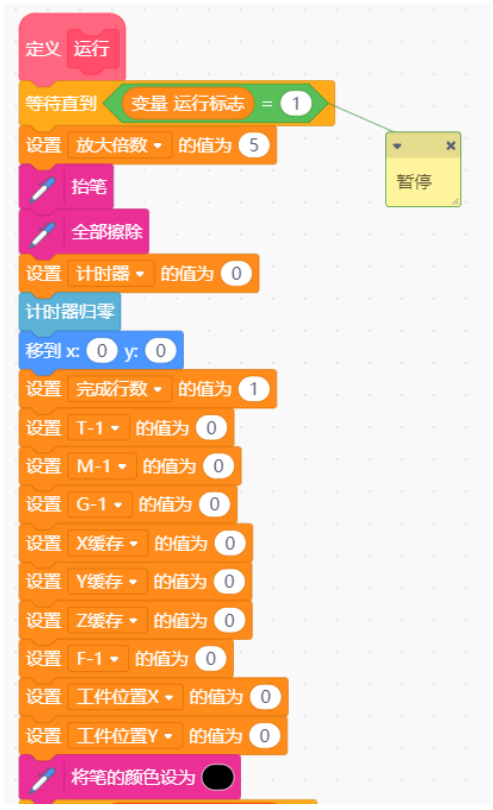 定义 运行
等待直到 变量 运行标志 = 1
设置 放大倍数 的值为 5
暂停
抬笔
全部擦除
设置 计时器 的值为 0
计时器归零
移到 x: 0 y: 0
设置 完成行数 的值为 1
设置 T-1 的值为 0
设置 M-1 的值为 0
设置 G-1 的值为 0
设置 X缓存 的值为 0
设置 Y缓存 的值为 0
设置 Z缓存 的值为 0
设置 F-1 的值为 0
设置 工件位置X 的值为 0
设置 工件位置Y 的值为 0
将笔的颜色设为